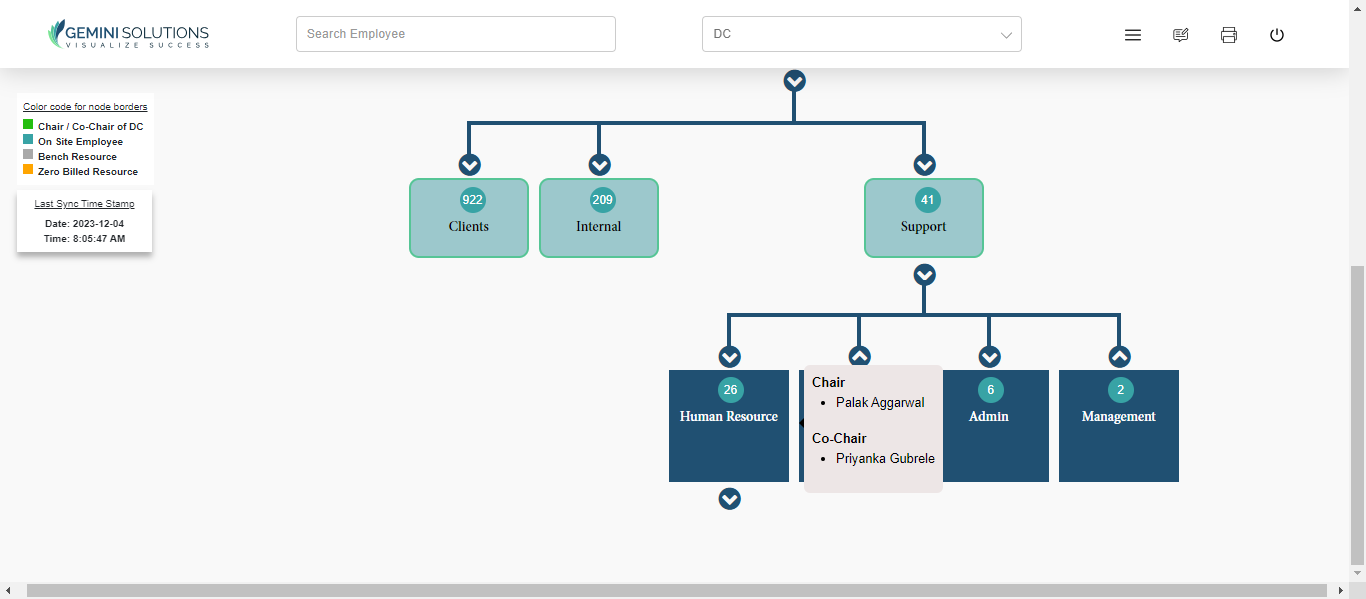 GEMINI SOLUTIONS
VISUALIZE SUCCESS
Search Employee
DC
Color code for node borders
Chair / Co-Chair of DC
On Site Employee
Bench Resource
Zero Billed Resource
Last Sync Time Stamp
Date: 2023-12-04
Time: 8:05:47 AM
922
Clients
209
Internal
41
Support
26
Human Resource
Chair
Palak Aggarwal
Co-Chair
Priyanka Gubrele
6
Admin
2
Management